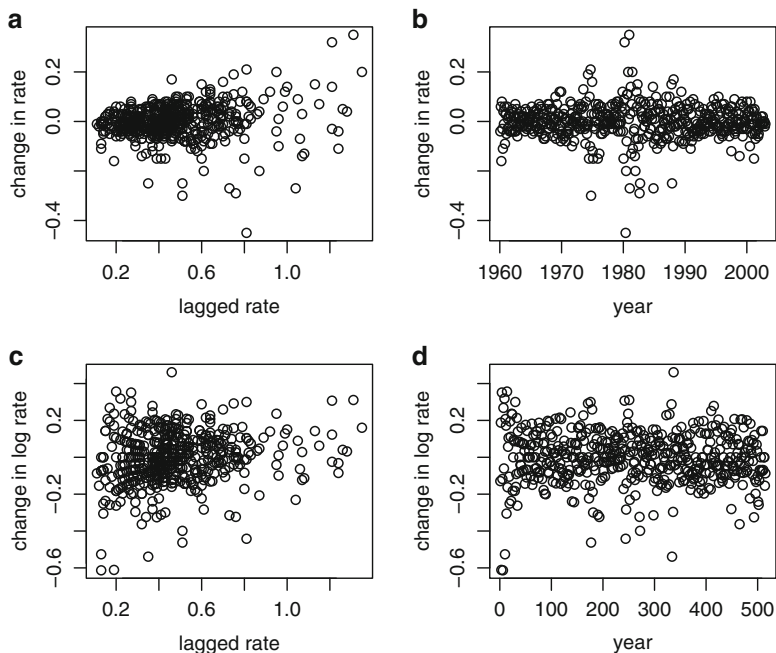 a
change in rate
0.2
0.0
−0.4
0.2
0.6
1.0
lagged rate
b
change in rate
0.2
0.0
−0.4
1960
1970
1980
1990
2000
year
c
change in log rate
0.2
−0.2
−0.6
0.2
0.6
1.0
lagged rate
d
change in log rate
0.2
−0.2
−0.6
0
100
200
300
400
500
year